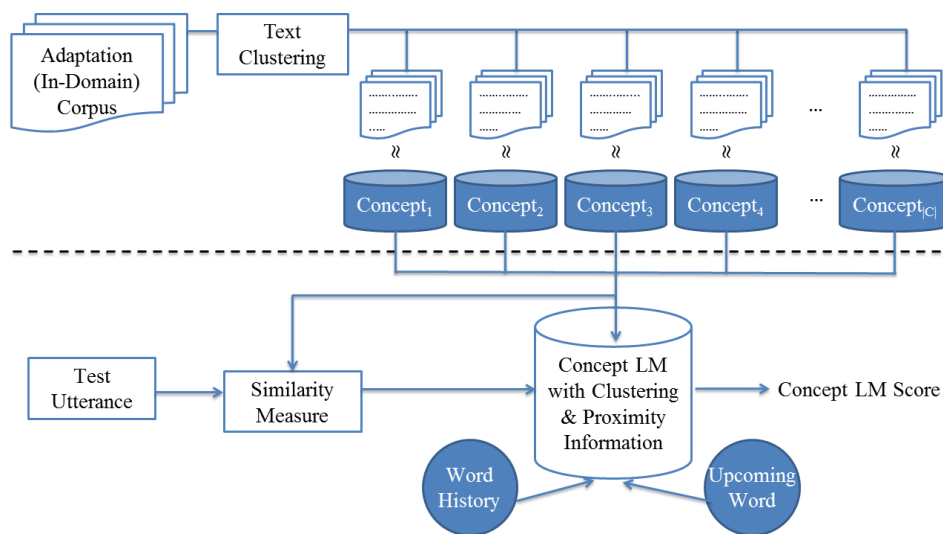 Adaptation
(In-Domain)
Corpus
Text
Clustering
...............
.............
.....
...............
.............
.....
...............
.............
.....
...............
.............
.....
...
...............
.............
.....
≈ ≈ ≈ ≈ ≈
Concept₁ Concept₂ Concept₃ Concept₄ ... Concept|C|
Test
Utterance
Similarity
Measure
Concept LM
with Clustering
& Proximity
Information
Concept LM Score
Word
History
Upcoming
Word